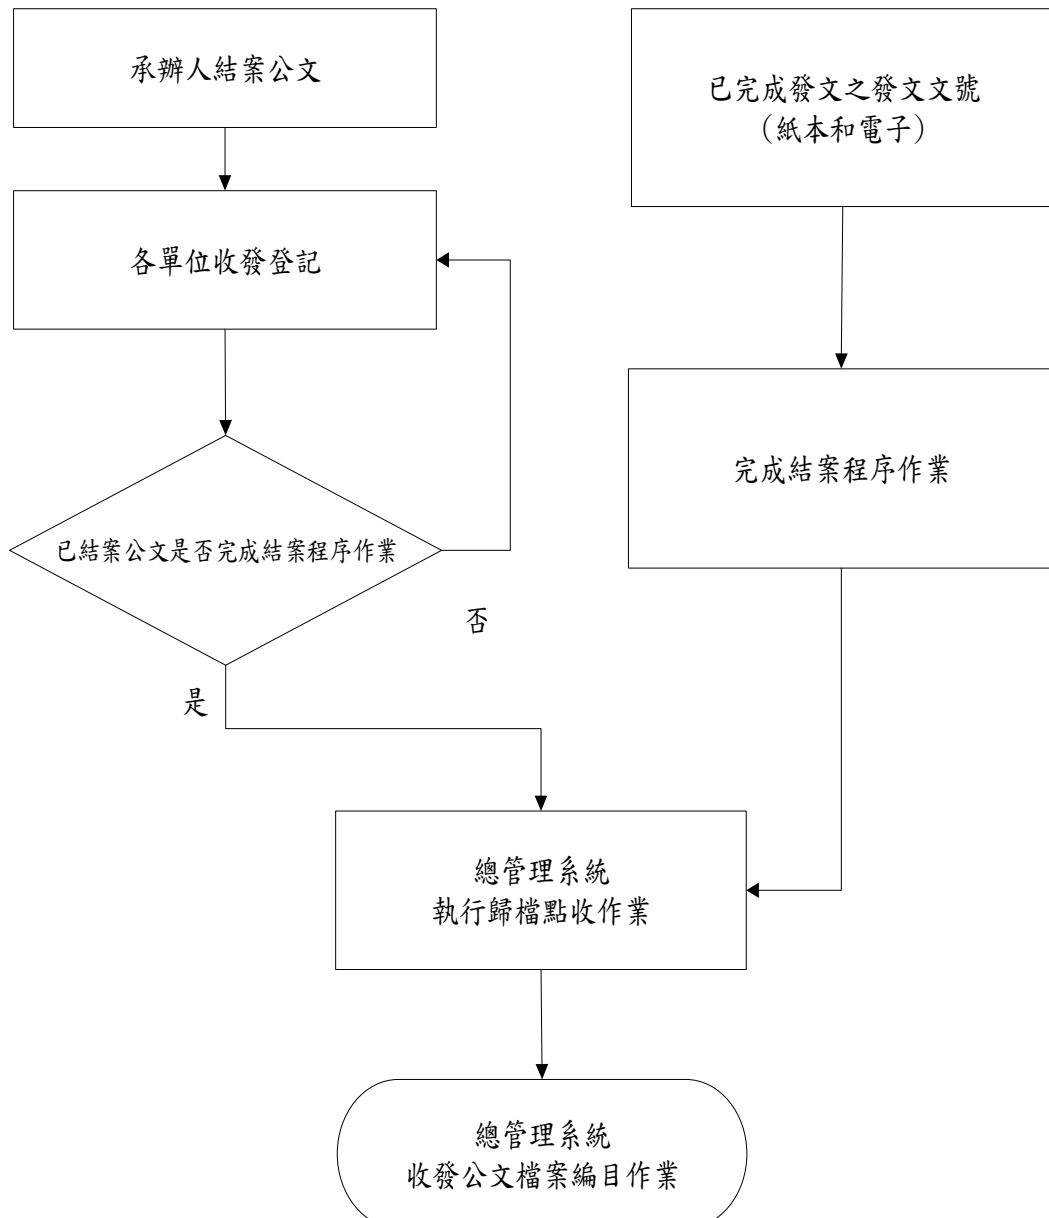 承辦人結案公文
已完成發文之發文文號
（紙本和電子）
各單位收發登記
完成結案程序作業
已結案公文是否完成結案程序作業
否
是
總管理系統
執行歸檔點收作業
總管理系統
收發公文檔案編目作業